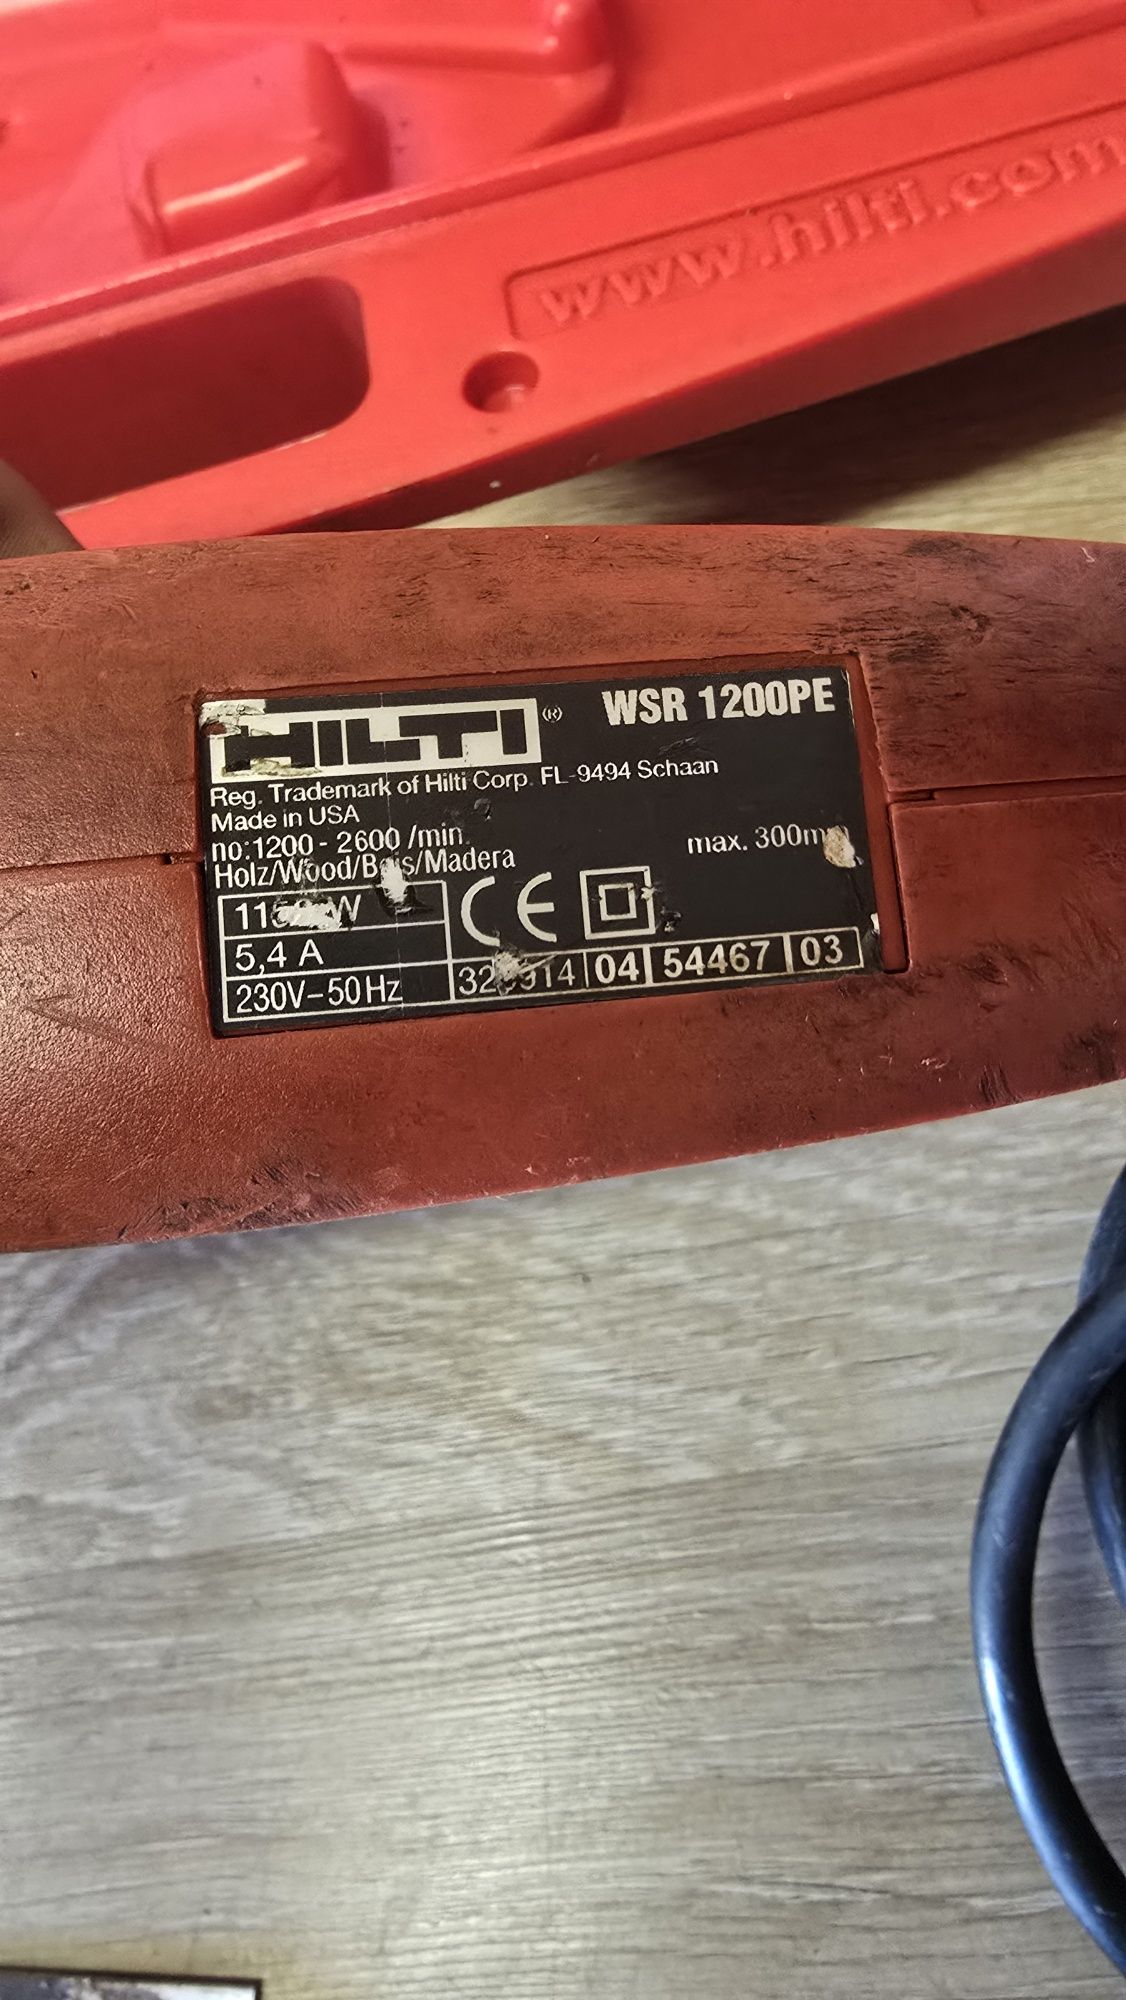 www.hilti.com
HILTI® WSR 1200PE
Reg. Trademark of Hilti Corp. FL-9494 Schaan
Made in USA
no:1200 - 2600 /min.
max. 300mm
Holz/Wood/Bois/Madera
5,4 A
230V~50Hz
04 54467 03
CE